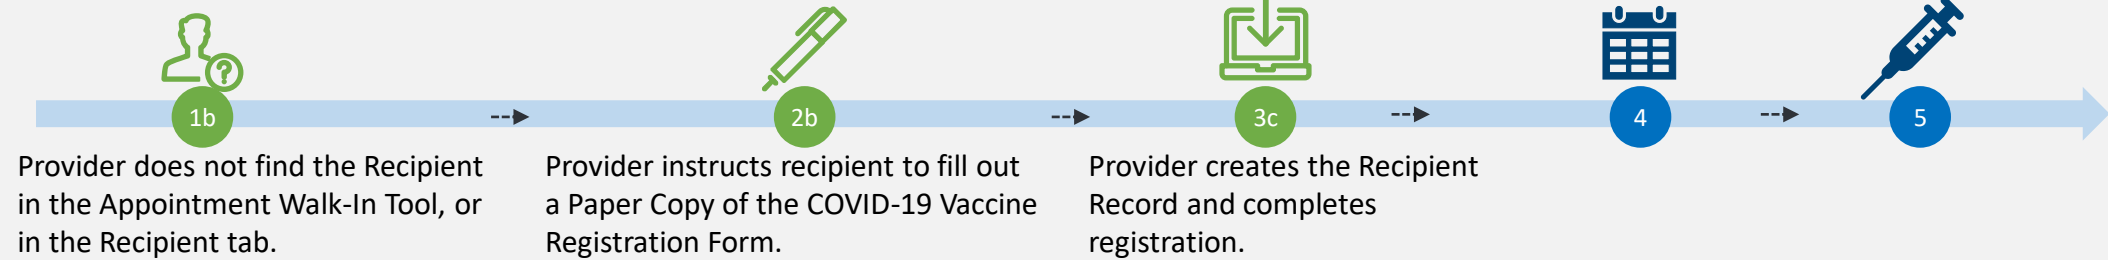 ?
1b
2b
3c
4
5
Provider does not find the Recipient
in the Appointment Walk-In Tool, or
in the Recipient tab.
Provider instructs recipient to fill out
a Paper Copy of the COVID-19 Vaccine
Registration Form.
Provider creates the Recipient
Record and completes
registration.